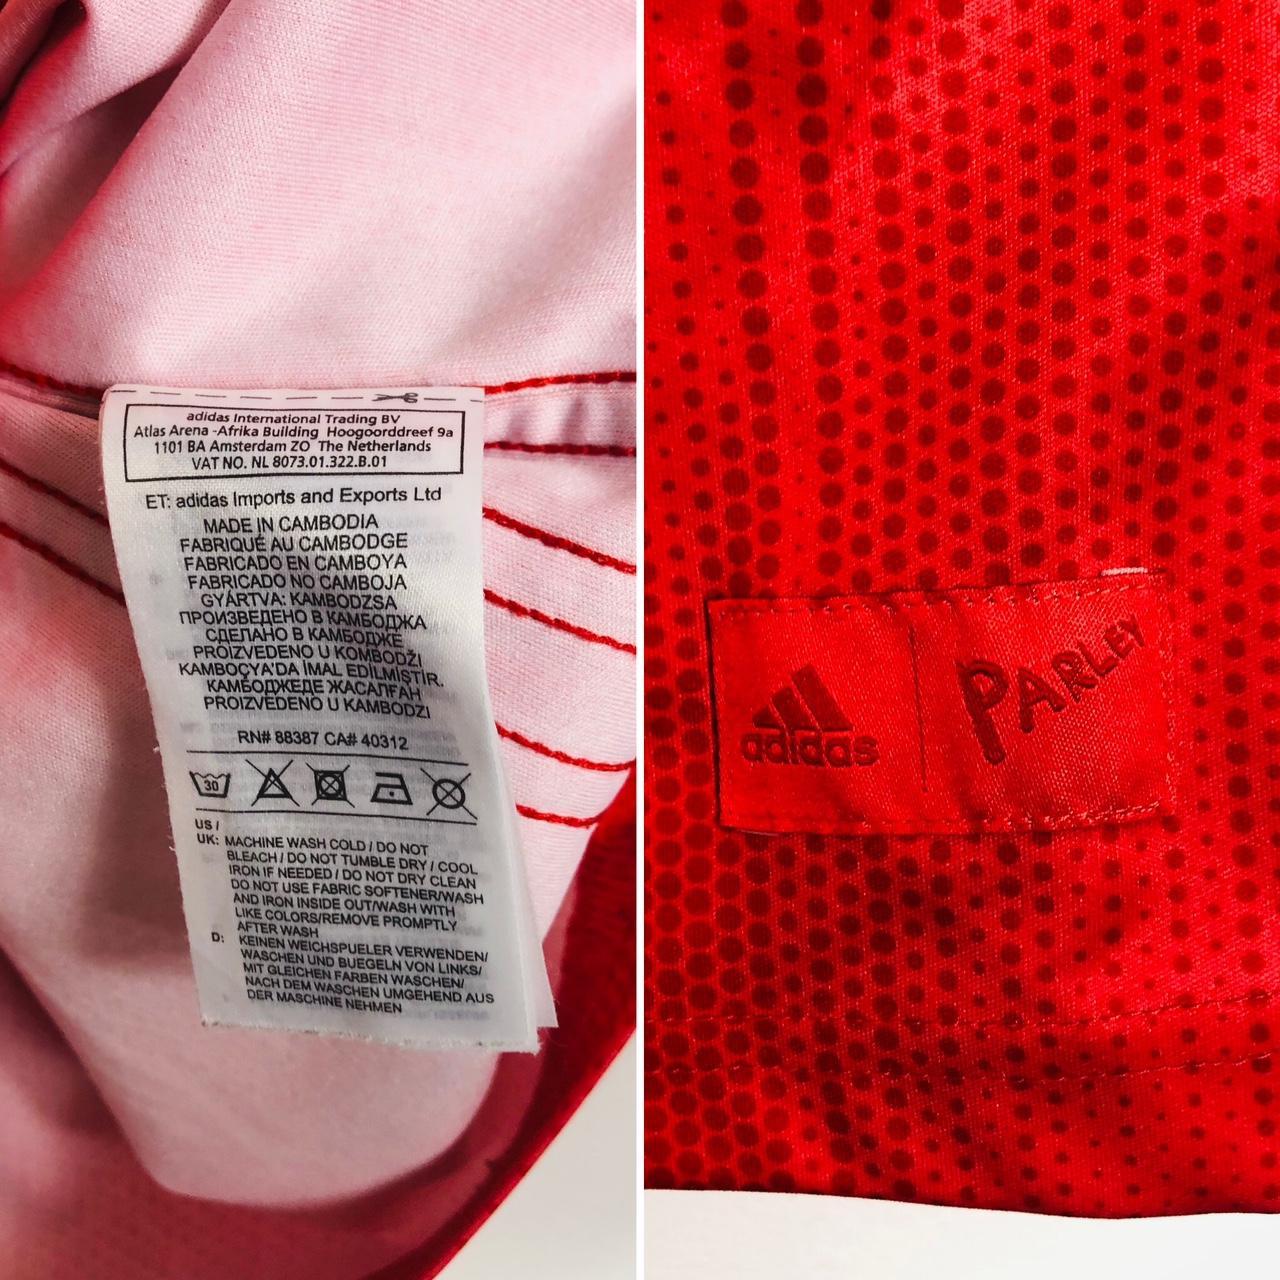 adidas International Trading BV
Atlas Arena -Afrika Building Hoogoorddreef 9a
1101 BA Amsterdam ZO The Netherlands
VAT NO. NL 8073.01.322.B.01
ET: adidas Imports and Exports Ltd
MADE IN CAMBODIA
FABRIQUÉ AU CAMBODGE
FABRICADO EN CAMBOYA
FABRICADO NO CAMBOJA
GYÁRTVA: KAMBODZSA
ПРОИЗВЕДЕНО В КАМБОДЖА
СДЕЛАНО В КАМБОДЖЕ
PROIZVEDENO U KOMBODŽI
KAMBOÇYA'DA İMAL EDİLMİŞTİR.
КАМБОДЖЕДЕ ЖАСАЛҒАН
PROIZVEDENO U KAMBODZI
RN# 88387 CA# 40312
30
US /
UK: MACHINE WASH COLD / DO NOT
BLEACH / DO NOT TUMBLE DRY / COOL
IRON IF NEEDED / DO NOT DRY CLEAN
DO NOT USE FABRIC SOFTENER/WASH
AND IRON INSIDE OUT/WASH WITH
LIKE COLORS/REMOVE PROMPTLY
AFTER WASH
D: KEINEN WEICHSPUELER VERWENDEN/
WASCHEN UND BUEGELN VON LINKS/
MIT GLEICHEN FARBEN WASCHEN/
NACH DEM WASCHEN UMGEHEND AUS
DER MASCHINE NEHMEN
adidas
PARLEY